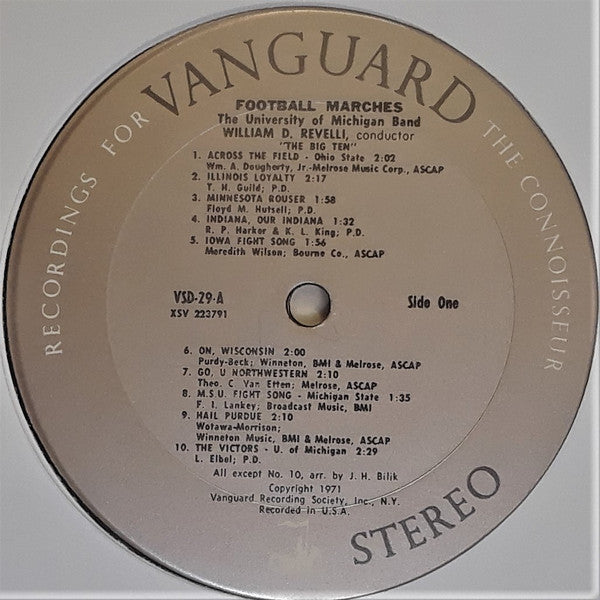 RECORDINGS FOR VANGUARD THE CONNOISSEUR
FOOTBALL MARCHES
The University of Michigan Band
WILLIAM D. REVELLI, conductor
"THE BIG TEN"
1. ACROSS THE FIELD - Ohio State 2:02
Wm. A. Dougherty, Jr.-Melrose Music Corp., ASCAP
2. ILLINOIS LOYALTY 2:17
T. H. Guild; P.D.
3. MINNESOTA ROUSER 1:58
Floyd M. Hutsell; P.D.
4. INDIANA, OUR INDIANA 1:32
R. P. Harker & K. L. King; P.D.
5. IOWA FIGHT SONG 1:56
Meredith Wilson; Bourne Co., ASCAP
VSD-29-A
XSV 223791
Side One
6. ON, WISCONSIN 2:00
Purdy-Beck; Winneton, BMI & Melrose, ASCAP
7. GO, U NORTHWESTERN 2:10
Theo. C. Van Etten; Melrose, ASCAP
8. M.S.U. FIGHT SONG - Michigan State 1:35
F. I. Lankey; Broadcast Music, BMI
9. HAIL PURDUE 2:10
Wotawa-Morrison;
Winneton Music, BMI & Melrose, ASCAP
10. THE VICTORS - U. of Michigan 2:29
L. Elbel; P.D.
All except No. 10, arr. by J. H. Bilik
Copyright 1971
Vanguard Recording Society, Inc., N.Y.
Recorded in U.S.A.
STEREO